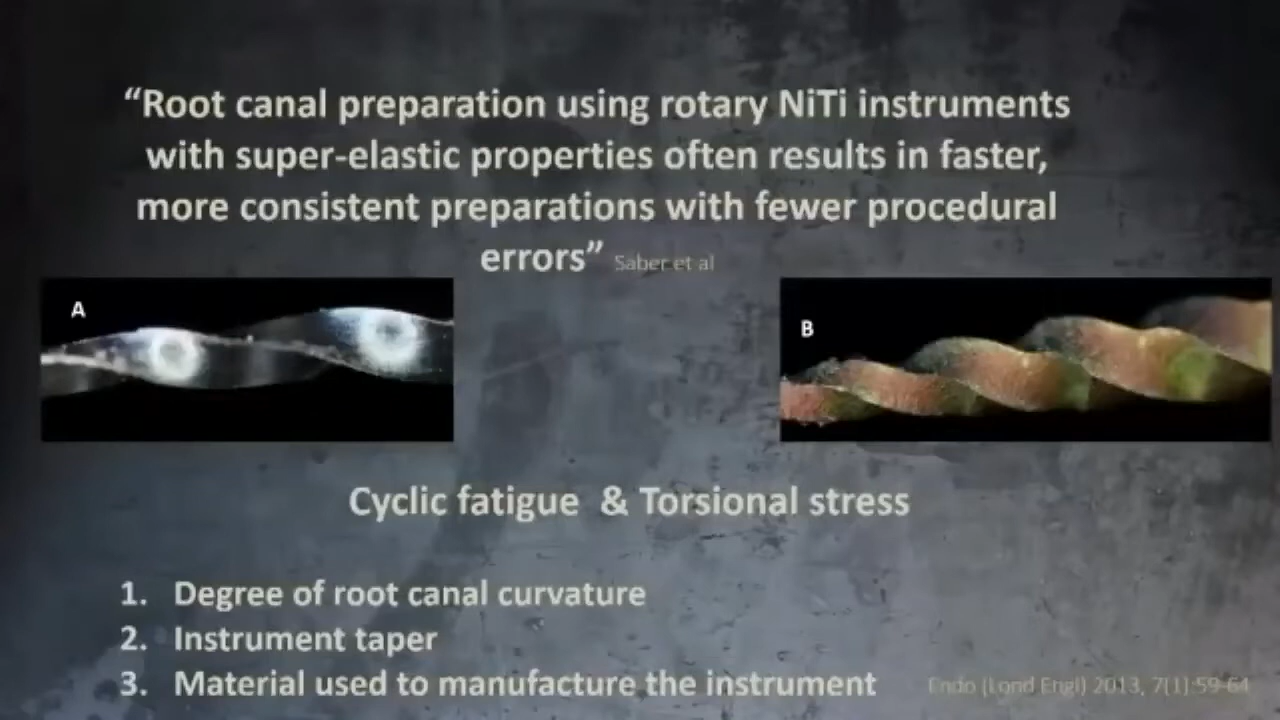 “Root canal preparation using rotary NiTi instruments
with super-elastic properties often results in faster,
more consistent preparations with fewer procedural
errors” Saber et al
A
B
Cyclic fatigue & Torsional stress
1. Degree of root canal curvature
2. Instrument taper
3. Material used to manufacture the instrument
Endo (Lond Engl) 2013, 7(1):59-64